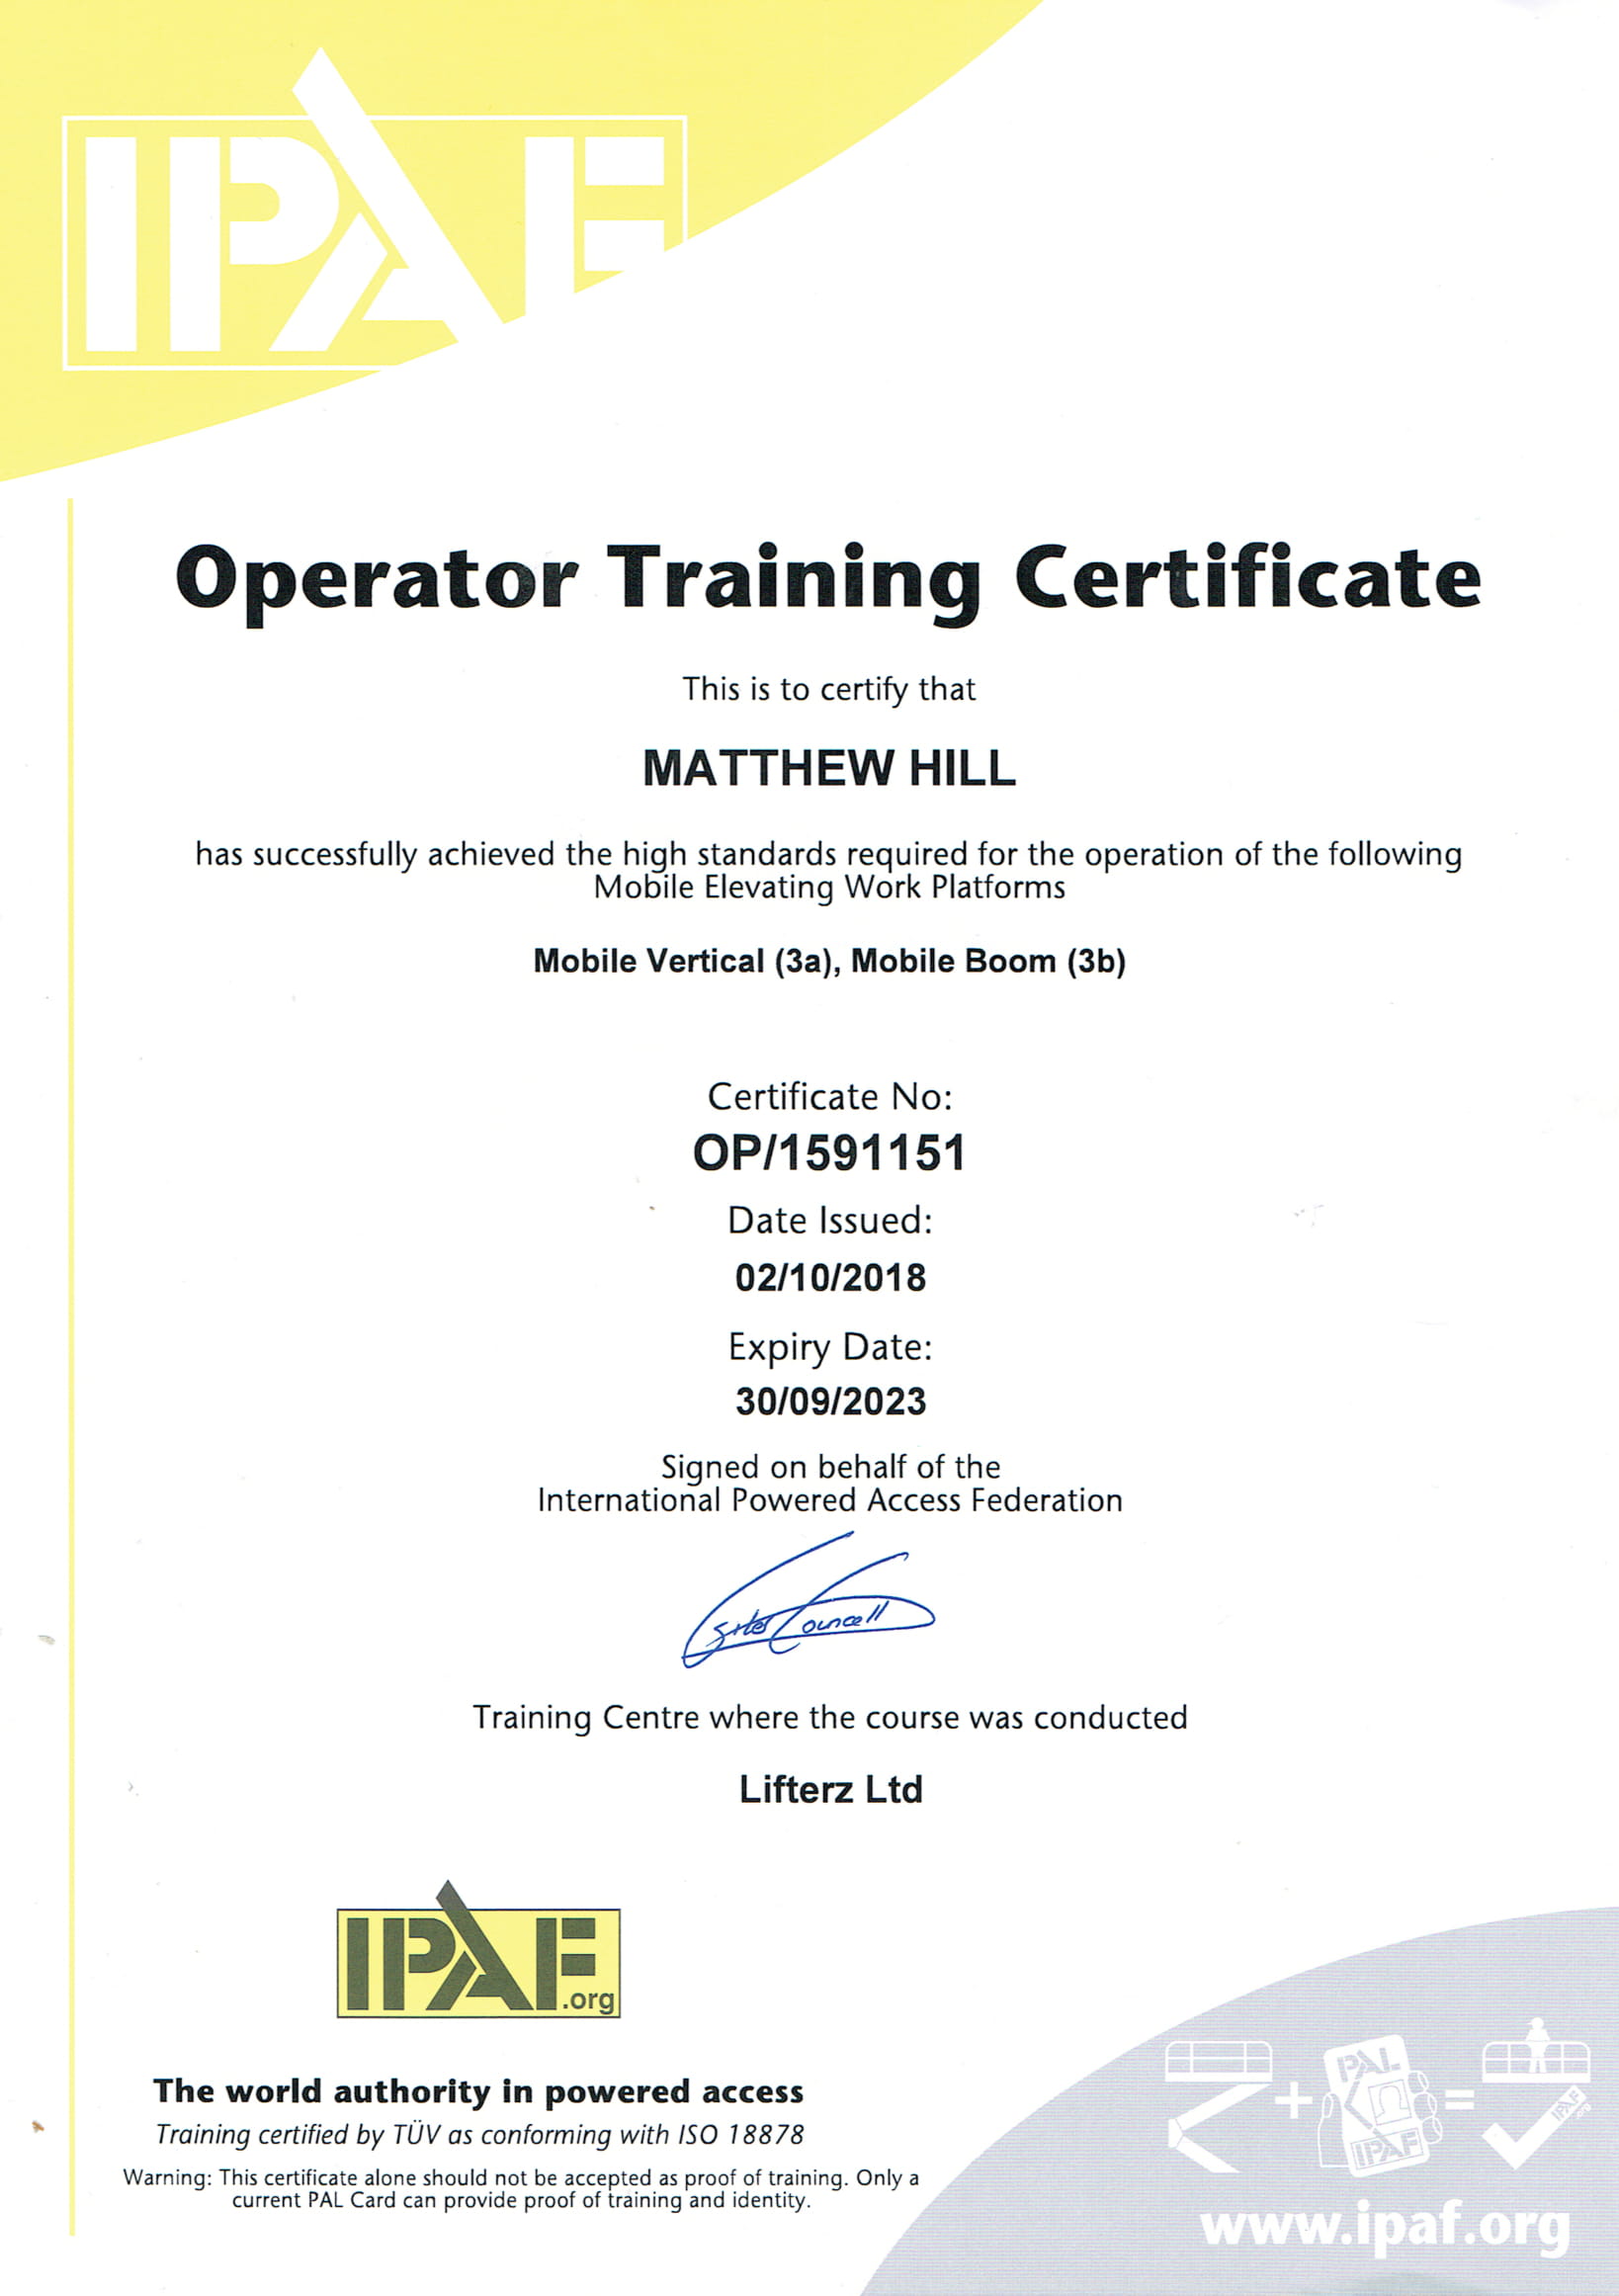 IPAF
Operator Training Certificate
This is to certify that
MATTHEW HILL
has successfully achieved the high standards required for the operation of the following
Mobile Elevating Work Platforms
Mobile Vertical (3a), Mobile Boom (3b)
Certificate No:
OP/1591151
Date Issued:
02/10/2018
Expiry Date:
30/09/2023
Signed on behalf of the
International Powered Access Federation
Giles Councell
Training Centre where the course was conducted
Lifterz Ltd
IPAF.org
The world authority in powered access
Training certified by TÜV as conforming with ISO 18878
Warning: This certificate alone should not be accepted as proof of training. Only a
current PAL Card can provide proof of training and identity.
PAL
+ =
IPAF
IPAF
www.ipaf.org